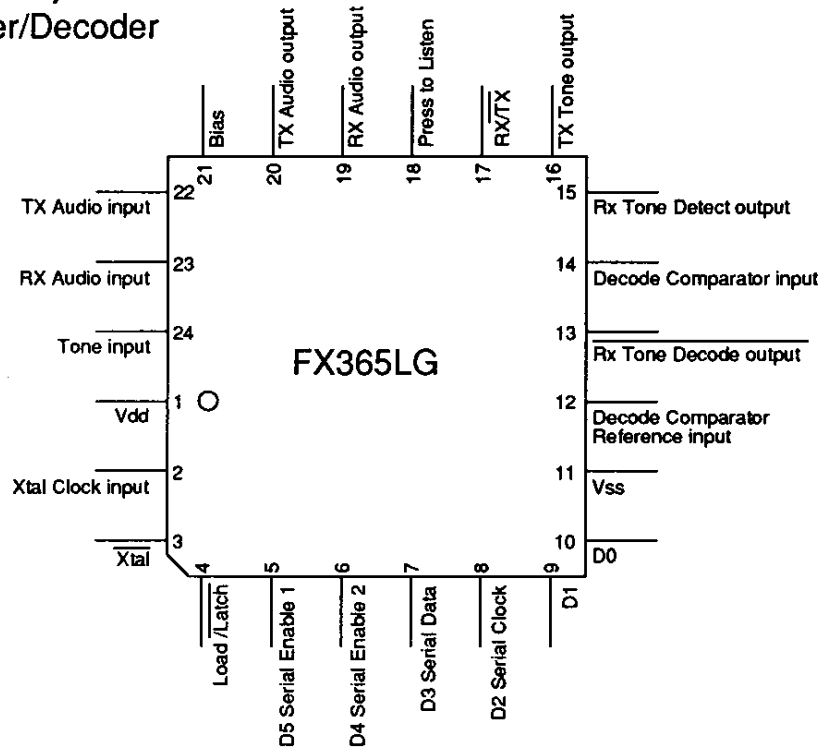 er/Decoder
Bias
TX Audio output
RX Audio output
Press to Listen
RX/TX
TX Tone output
21
20
19
18
17
16
TX Audio input
22
15
Rx Tone Detect output
RX Audio input
23
14
Decode Comparator input
Tone input
24
FX365LG
13
Rx Tone Decode output
Vdd
1
12
Decode Comparator
Reference input
Xtal Clock input
2
11
Vss
Xtal
3
10
D0
4
5
6
7
8
9
Load /Latch
D5 Serial Enable 1
D4 Serial Enable 2
D3 Serial Data
D2 Serial Clock
D1